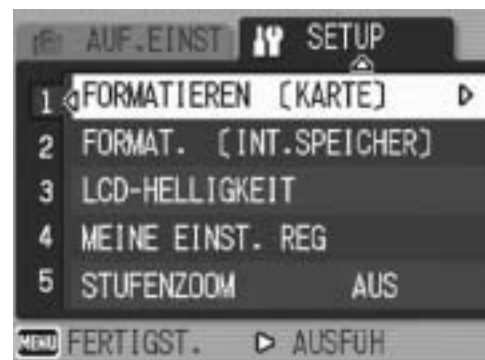 AUF.EINST SETUP
1 FORMATIEREN [KARTE]
2 FORMAT. [INT.SPEICHER]
3 LCD-HELLIGKEIT
4 MEINE EINST. REG
5 STUFENZOOM AUS
MENU FERTIGST. AUSFÜH